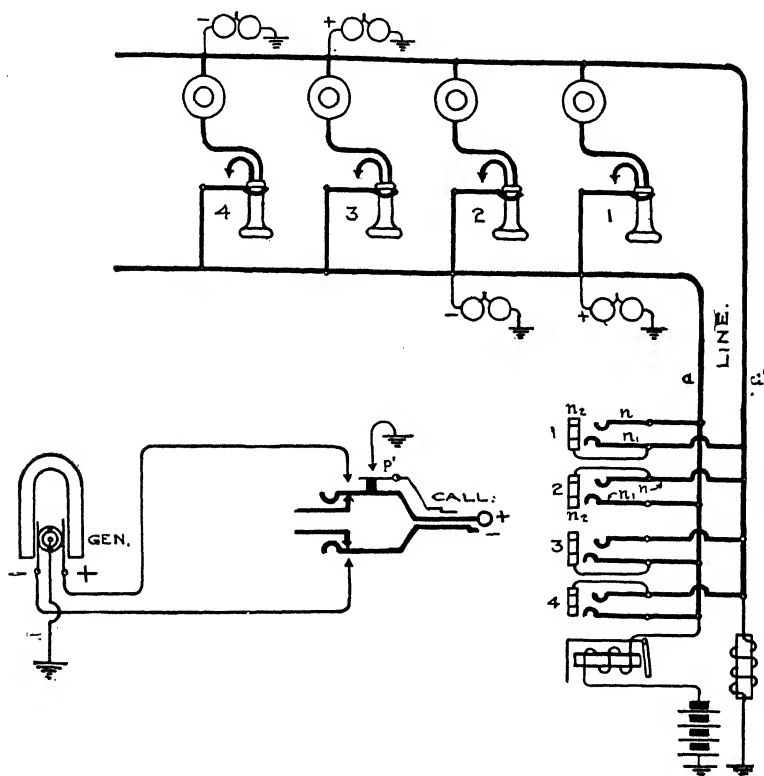 - +
4 3 2 1
- +
LINE.
a a'
n₂ n
1 n₁
2 n₁ n
n₂
3
4
P'
CALL:
+
-
GEN.
- +